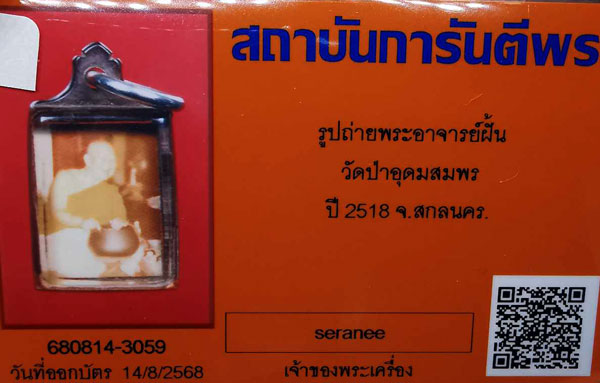 สถาบันการันตีพร
รูปถ่ายพระอาจารย์ฝั้น
วัดป่าอุดมสมพร
ปี 2518 จ.สกลนคร.
seranee
680814-3059
วันที่ออกบัตร 14/8/2568
เจ้าของพระเครื่อง